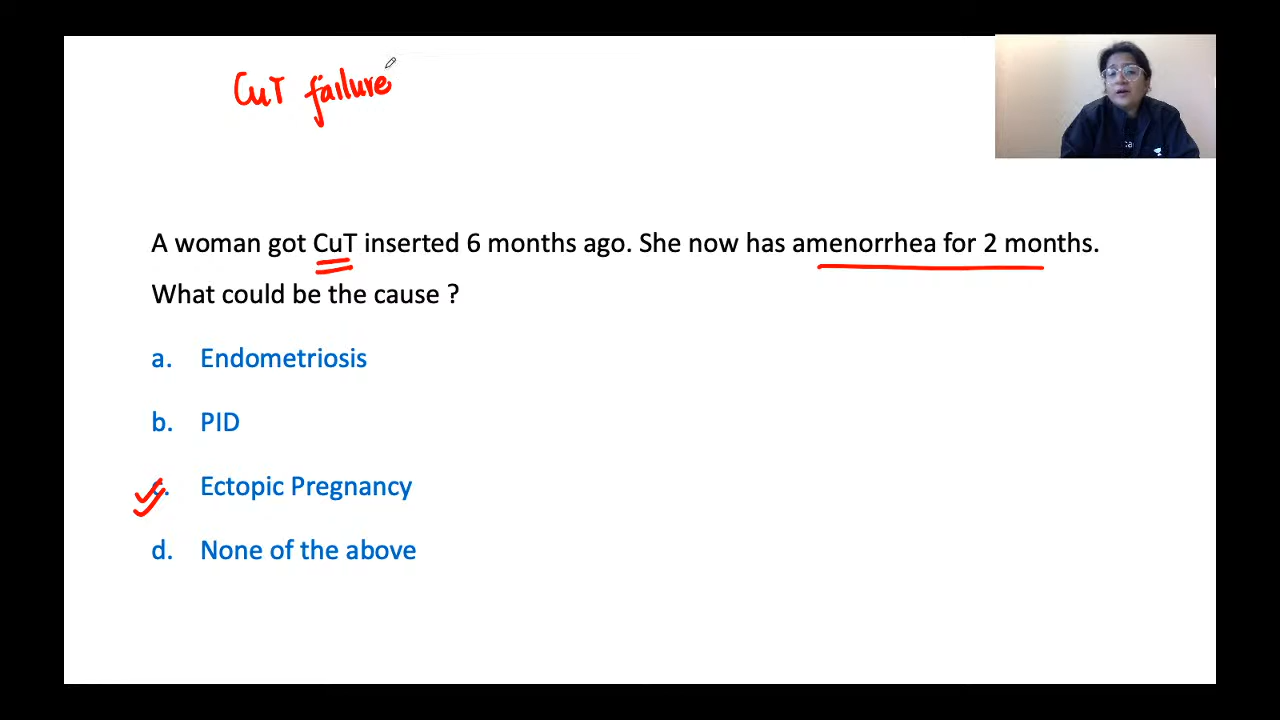 CuT failure
A woman got CuT inserted 6 months ago. She now has amenorrhea for 2 months.
What could be the cause ?
a. Endometriosis
b. PID
c. Ectopic Pregnancy
d. None of the above